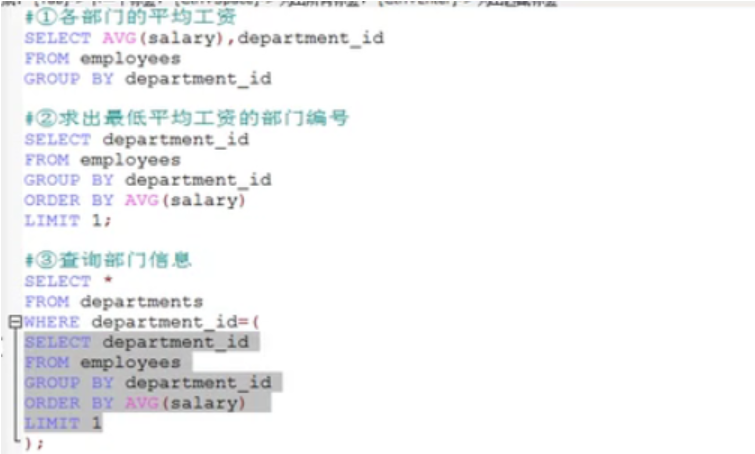 #①各部门的平均工资
SELECT AVG(salary),department_id
FROM employees
GROUP BY department_id
#②求出最低平均工资的部门编号
SELECT department_id
FROM employees
GROUP BY department_id
ORDER BY AVG(salary)
LIMIT 1;
#③查询部门信息
SELECT *
FROM departments
WHERE department_id=(
SELECT department_id
FROM employees
GROUP BY department_id
ORDER BY AVG(salary)
LIMIT 1
);